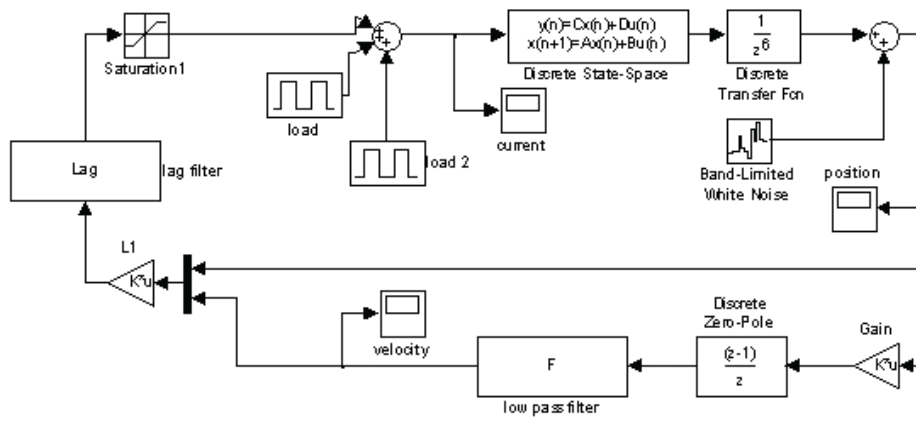 y(n)=Cx(n)+Du(n)
x(n+1)=Ax(n)+Bu(n)
1
z6
Saturation1
Discrete State-Space
Discrete
Transfer Fcn
load
current
load 2
Lag
lag filter
Band-Limited
White Noise
position
L1
K*u
velocity
Discrete
Zero-Pole
Gain
F
(z-1)
z
K*u
low pass filter